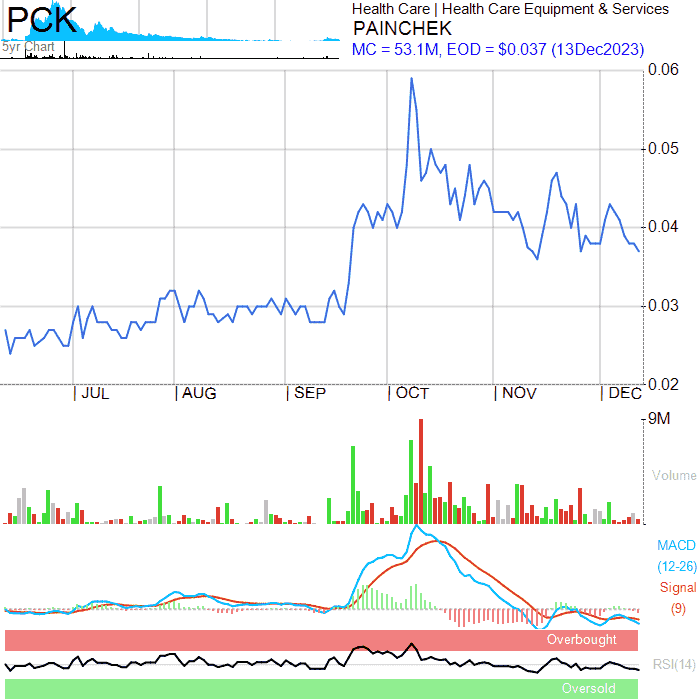 PCK
5yr Chart
Health Care | Health Care Equipment & Services
PAINCHEK
MC = 53.1M, EOD = $0.037 (13Dec2023)
0.06
0.05
0.04
0.03
0.02
| JUL | AUG | SEP | OCT | NOV | DEC
9M
Volume
MACD
(12-26)
Signal
(9)
Overbought
RSI(14)
Oversold